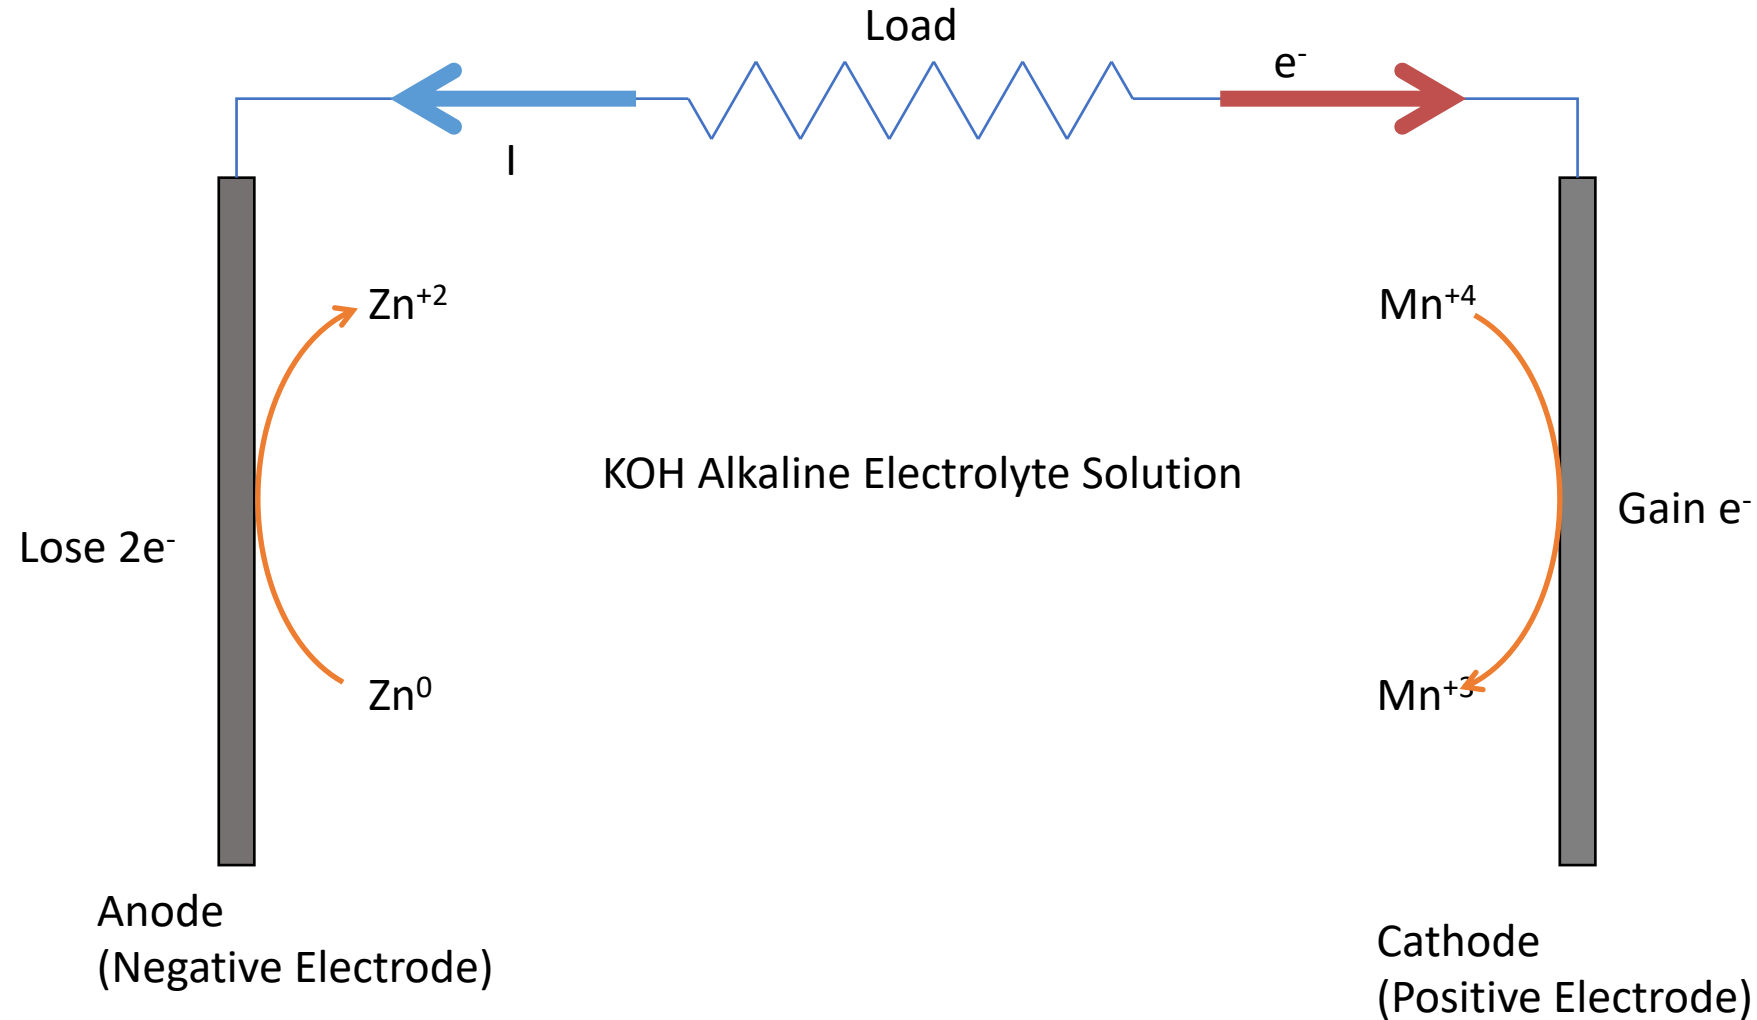 Load
e⁻
I
Zn⁺²
Mn⁺⁴
KOH Alkaline Electrolyte Solution
Gain e⁻
Lose 2e⁻
Zn⁰
Mn⁺³
Anode
(Negative Electrode)
Cathode
(Positive Electrode)